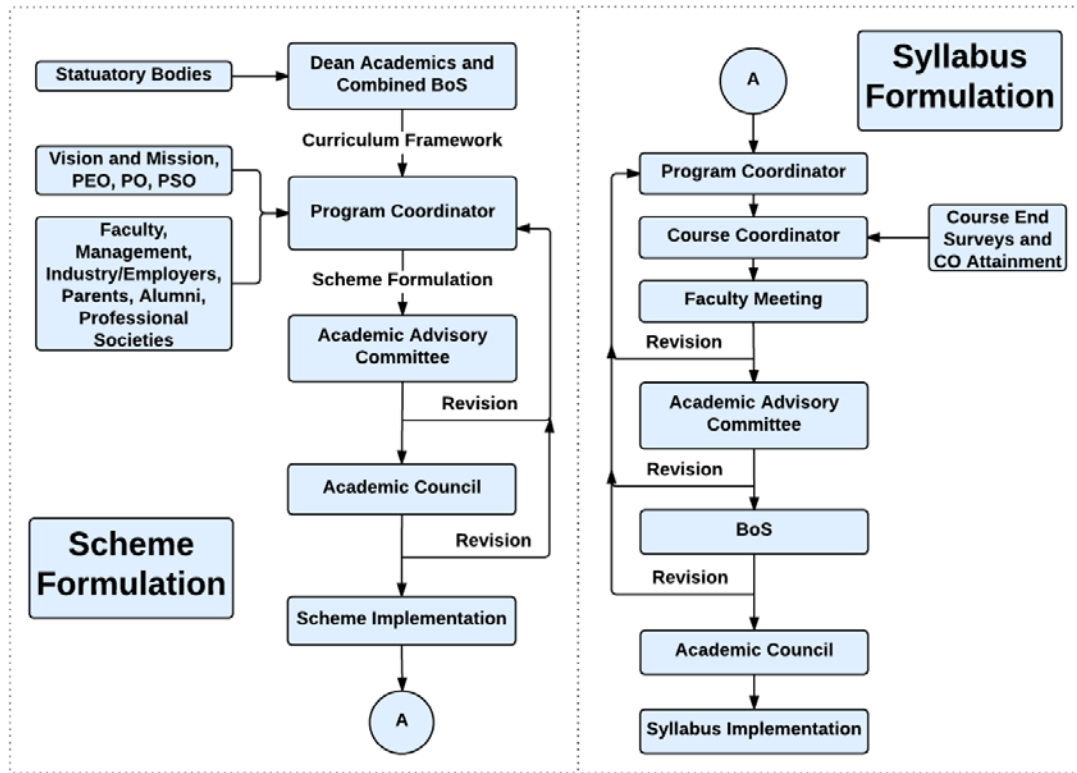 Statuatory Bodies
Dean Academics and
Combined BoS
Curriculum Framework
Vision and Mission,
PEO, PO, PSO
Program Coordinator
Faculty,
Management,
Industry/Employers,
Parents, Alumni,
Professional
Societies
Scheme Formulation
Academic Advisory
Committee
Revision
Academic Council
Revision
Scheme
Formulation
Scheme Implementation
A
Syllabus
Formulation
A
Program Coordinator
Course Coordinator
Course End
Surveys and
CO Attainment
Faculty Meeting
Revision
Academic Advisory
Committee
Revision
BoS
Revision
Academic Council
Syllabus Implementation